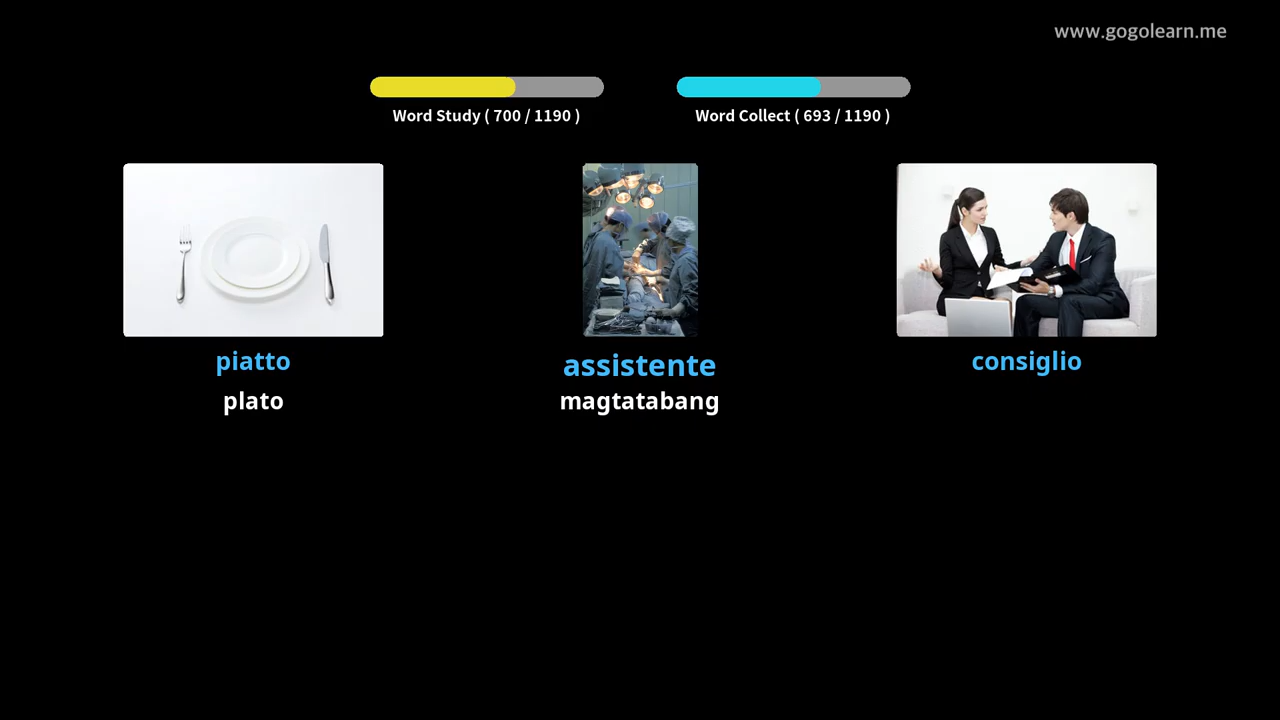 www.gogolearn.me
Word Study ( 700 / 1190 )
Word Collect ( 693 / 1190 )
piatto
assistente
consiglio
plato
magtatabang